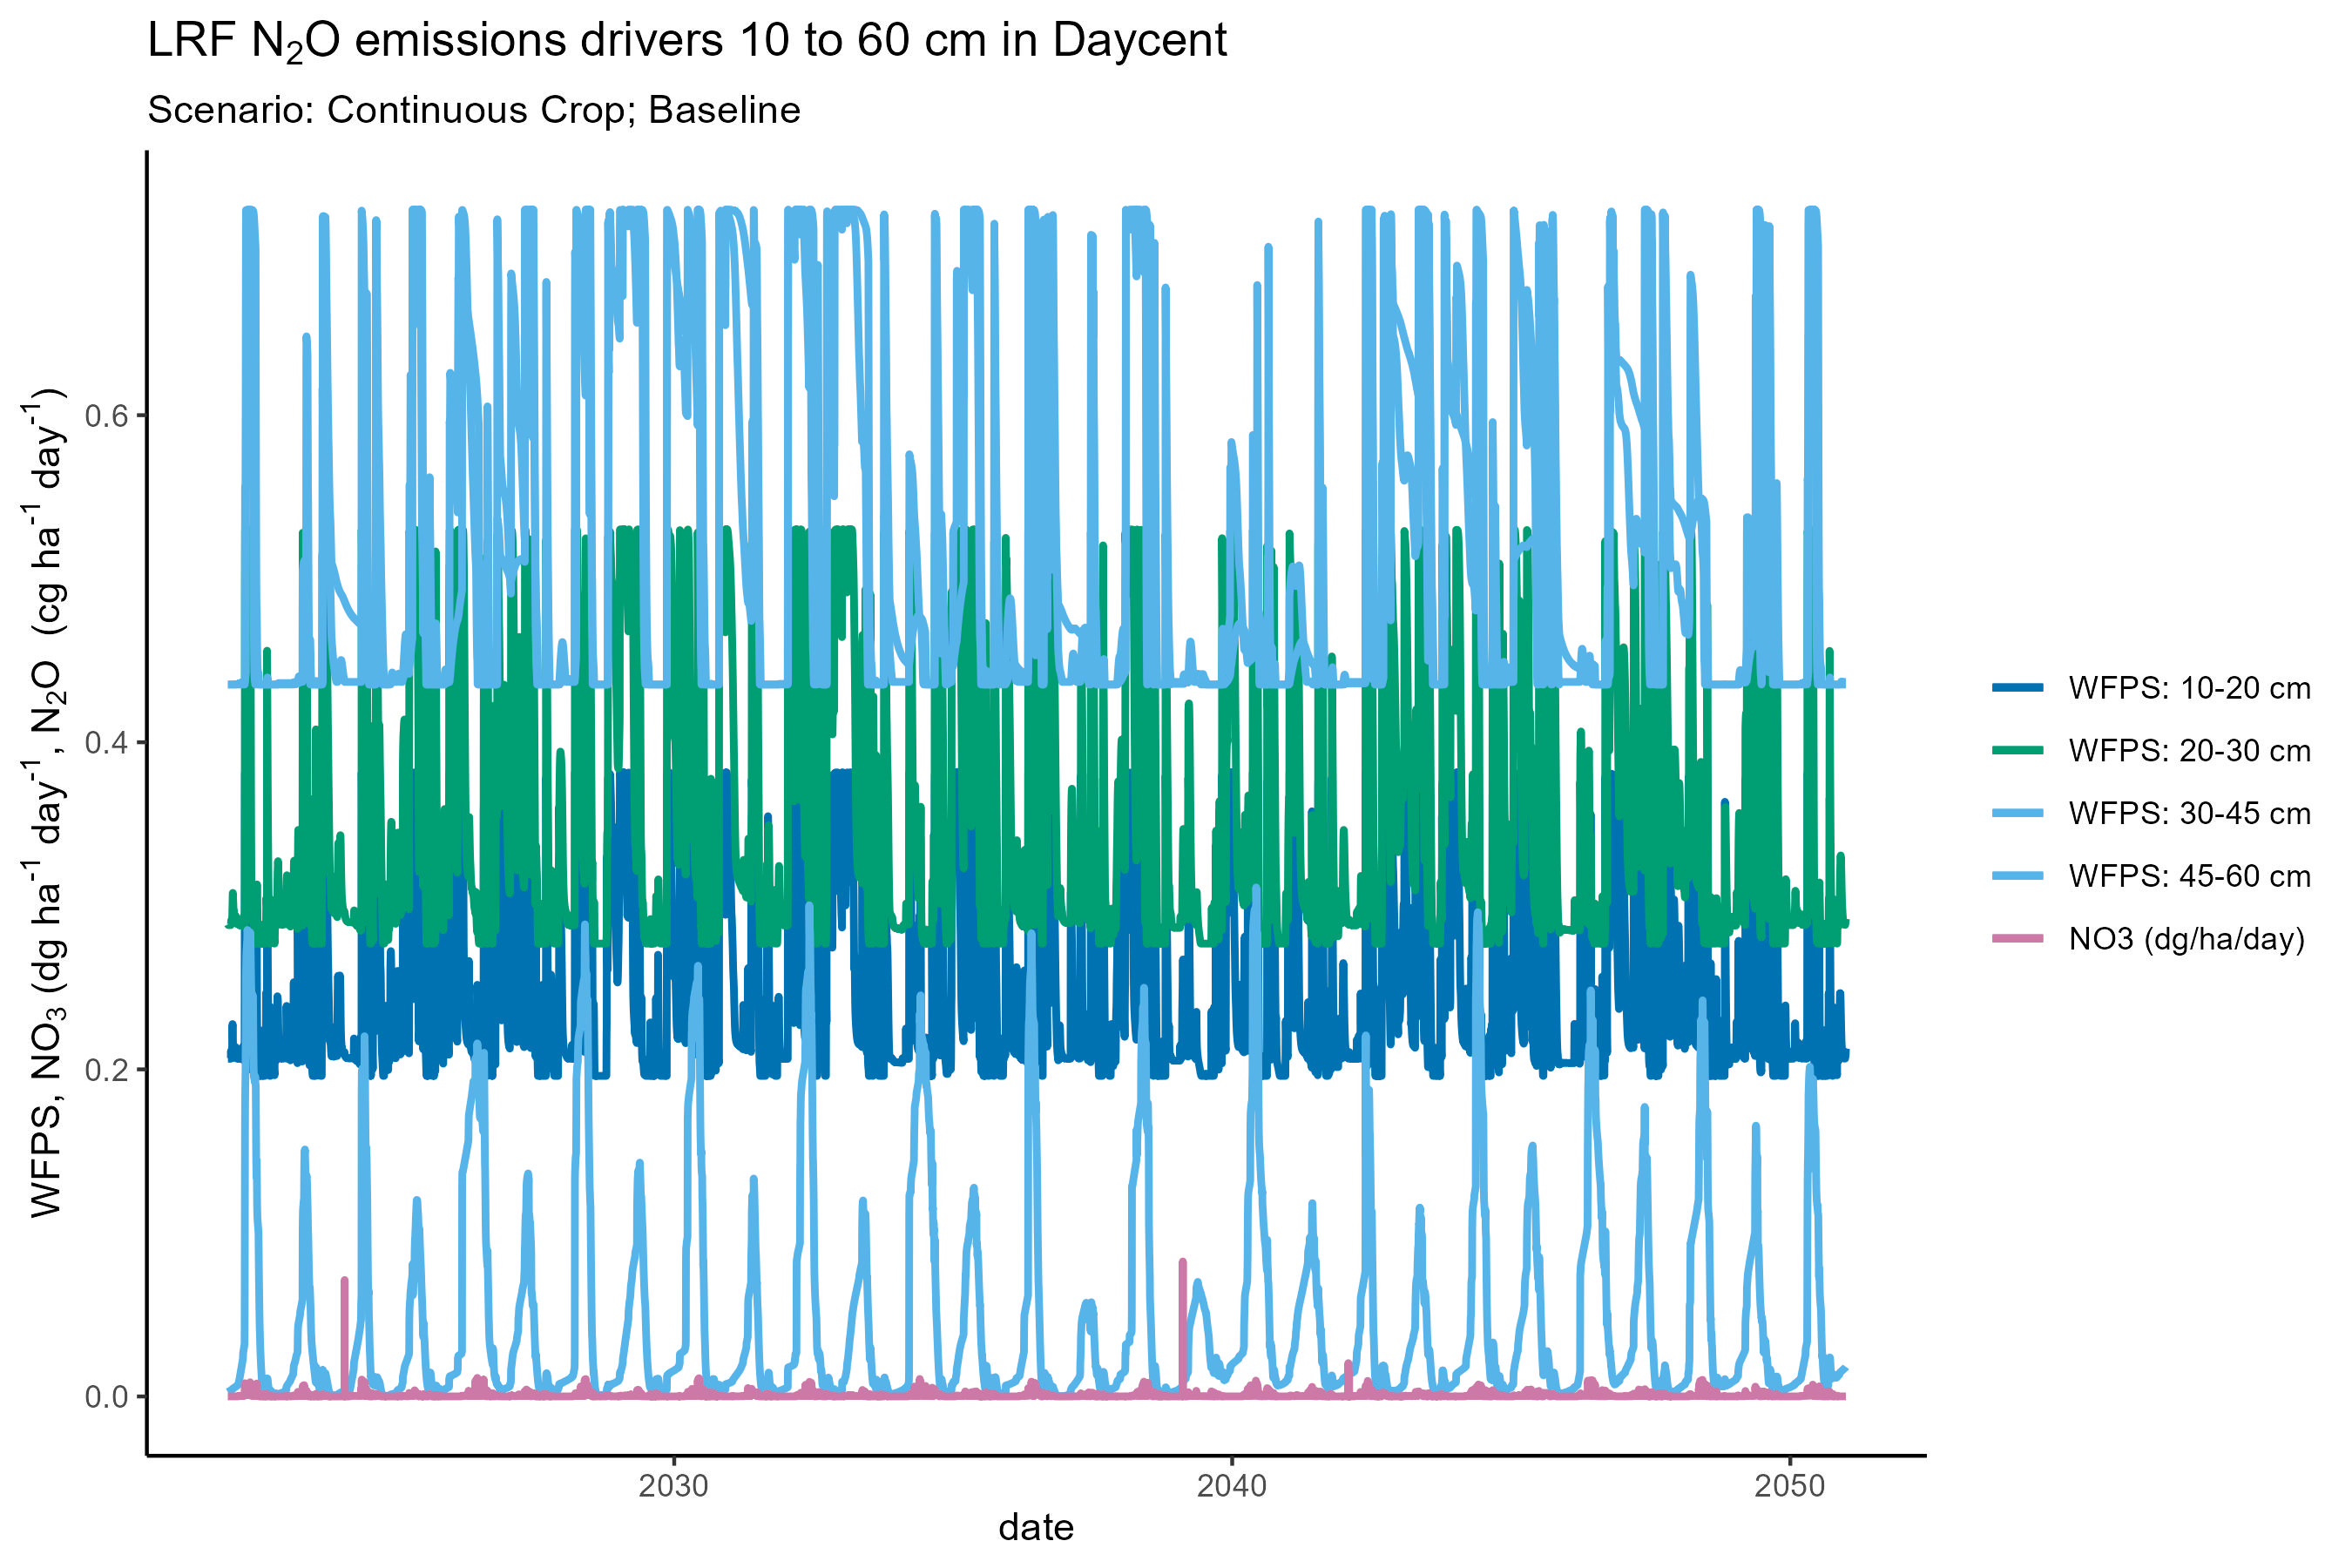 LRF N₂O emissions drivers 10 to 60 cm in Daycent
Scenario: Continuous Crop; Baseline
WFPS, NO₃ (dg ha⁻¹ day⁻¹, N₂O  (cg ha⁻¹ day⁻¹)
0.6
0.4
0.2
0.0
2030 2040 2050
date
WFPS: 10-20 cm
WFPS: 20-30 cm
WFPS: 30-45 cm
WFPS: 45-60 cm
NO3 (dg/ha/day)